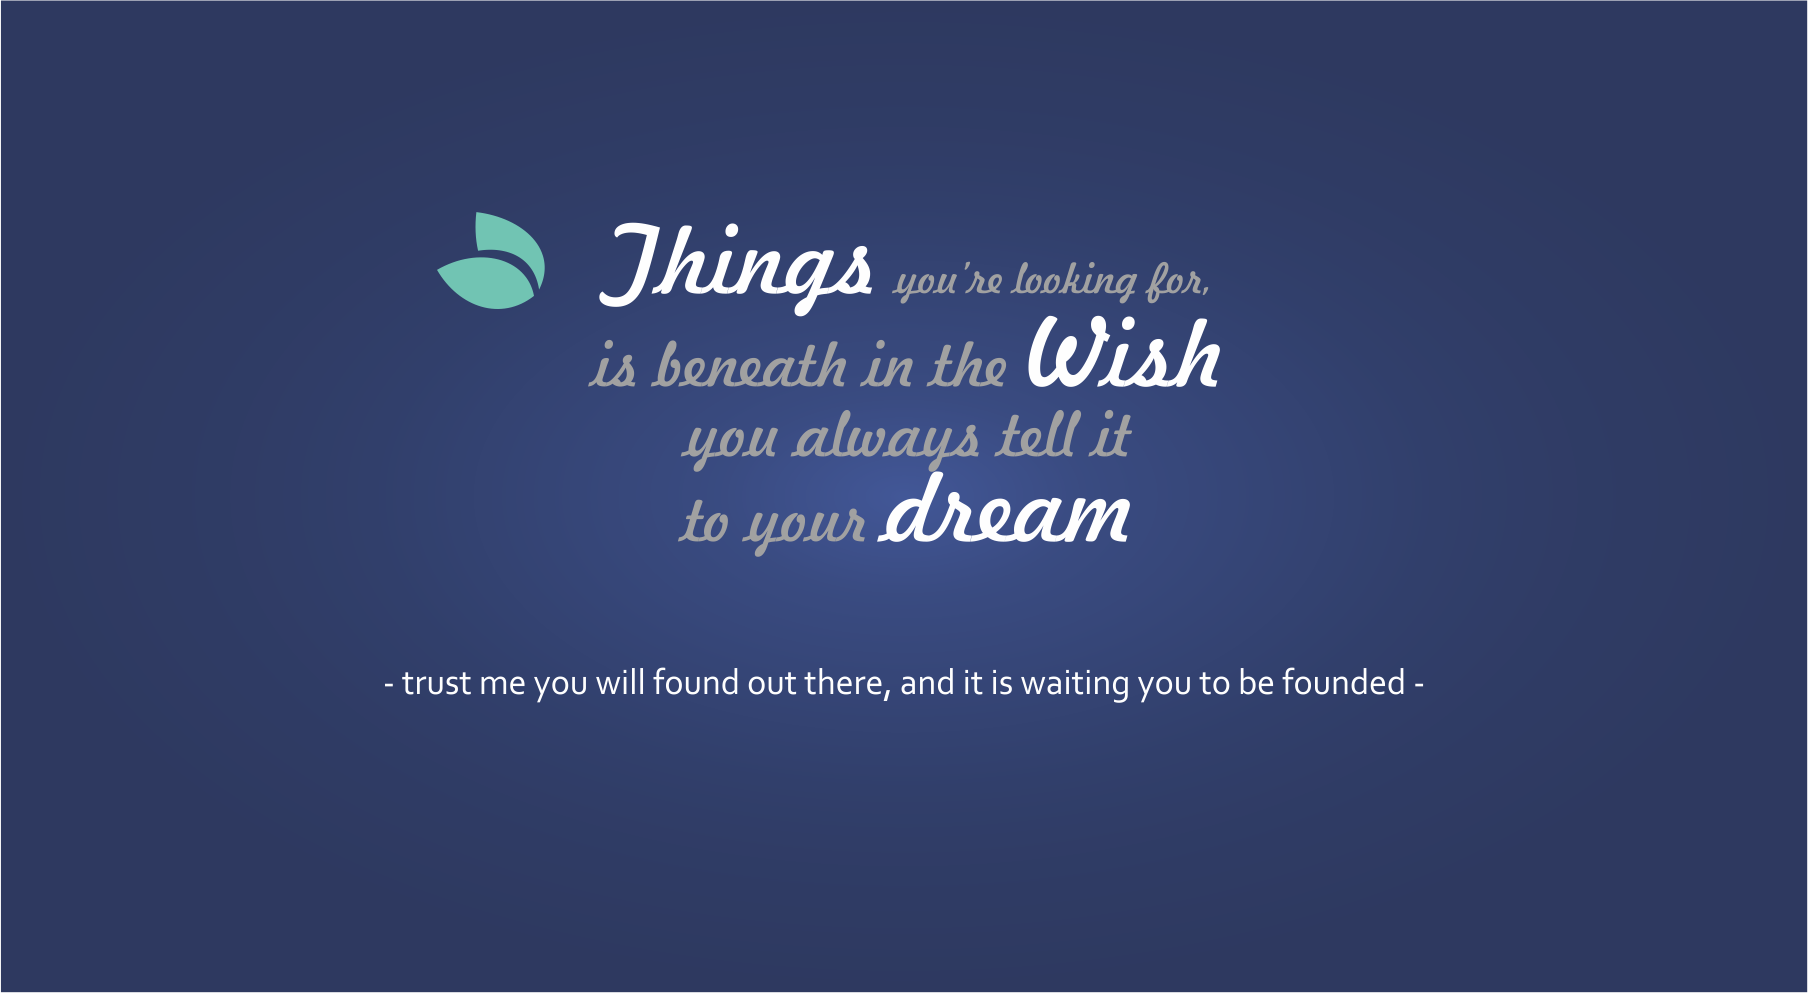 Things you're looking for,
is beneath in the Wish
you always tell it
to your dream
- trust me you will found out there, and it is waiting you to be founded -